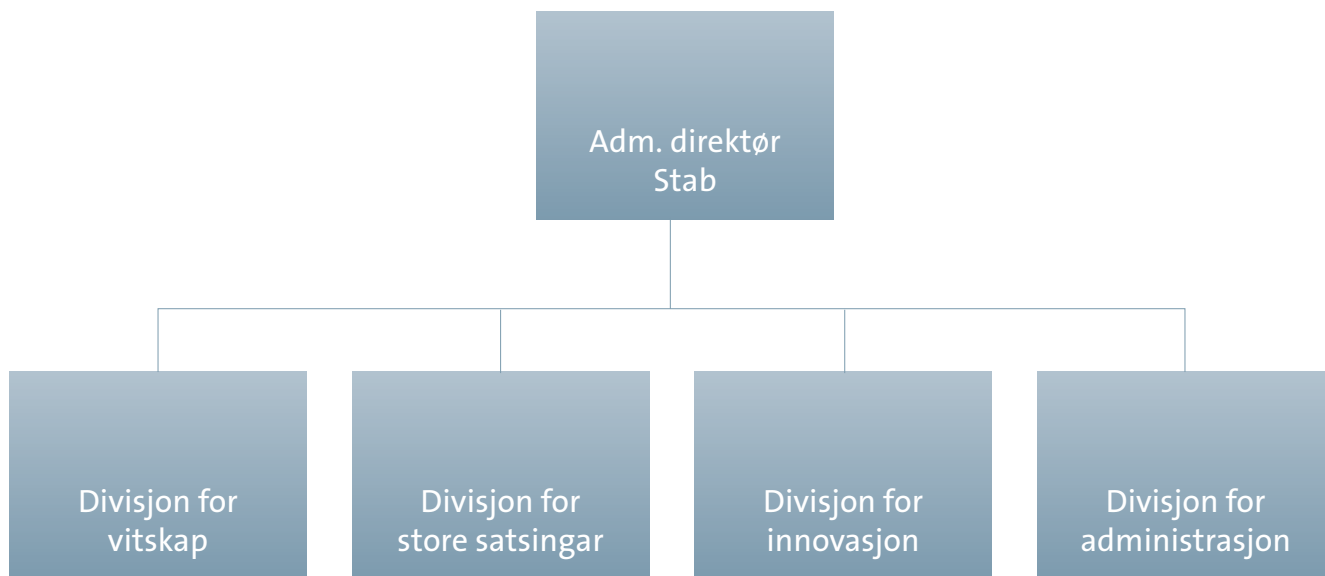 Adm. direktør
Stab
Divisjon for
vitskap
Divisjon for
store satsingar
Divisjon for
innovasjon
Divisjon for
administrasjon